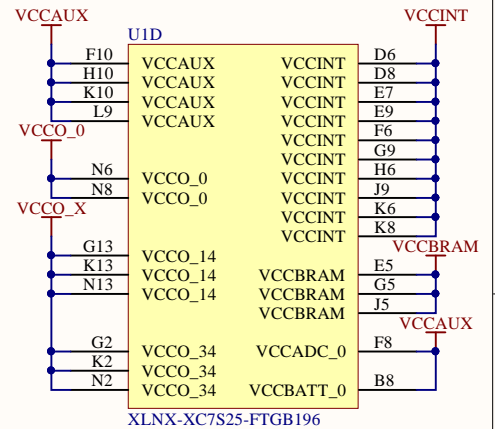 VCCAUX VCCINT
U1D
F10 VCCAUX VCCINT D6
H10 VCCAUX VCCINT D8
K10 VCCAUX VCCINT E7
L9 VCCAUX VCCINT E9
VCCINT F6
VCCO_0
VCCINT G9
N6 VCCO_0 VCCINT H6
N8 VCCO_0 VCCINT J9
VCCO_X
VCCINT K6
VCCINT K8
VCCBRAM
G13 VCCO_14
K13 VCCO_14 VCCBRAM E5
N13 VCCO_14 VCCBRAM G5
VCCBRAM J5
VCCAUX
G2 VCCO_34 VCCADC_0 F8
K2 VCCO_34
N2 VCCO_34 VCCBATT_0 B8
XLNX-XC7S25-FTGB196